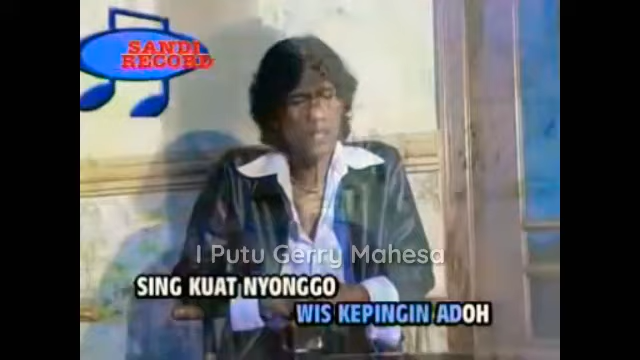 SANDI
RECORD
I Putu Gerry Mahesa
SING KUAT NYONGGO
WIS KEPINGIN ADOH